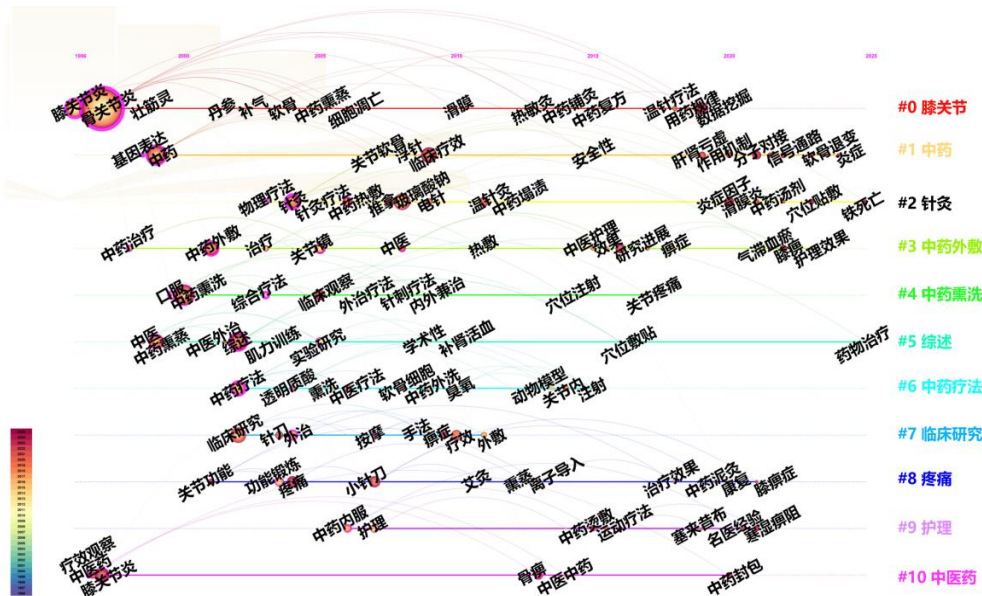 1996 2000 2005 2010 2015 2020 2025
膝关节炎 骨关节炎 壮筋灵 丹参 补气 软骨 中药熏蒸 细胞凋亡 滑膜 热敏灸 中药铺灸 中药复方 温针疗法 用药规律 数据挖掘 #0 膝关节
基因表达 中药 关节软骨 浮针 临床疗效 安全性 肝肾亏虚 作用机制 分子对接 信号通路 软骨退变 炎症 #1 中药
物理疗法 针灸 针灸疗法 中药热敷 推拿 玻璃酸钠 电针 温针灸 中药塌渍 炎症因子 滑膜炎 中药汤剂 穴位贴敷 铁死亡 #2 针灸
中药治疗 中药外敷 治疗 关节镜 中医 热敷 中医护理 效果 研究进展 痹症 气滞血瘀 膝痹 护理效果 #3 中药外敷
口服 中药熏洗 综合疗法 临床观察 外治疗法 针刺疗法 内外兼治 穴位注射 关节疼痛 #4 中药熏洗
中医 中药熏蒸 中医外治 综述 肌力训练 实验研究 学术性 补肾活血 穴位敷贴 药物治疗 #5 综述
中药疗法 透明质酸 熏洗 中医疗法 软骨细胞 中药外洗 臭氧 动物模型 关节内 注射 #6 中药疗法
临床研究 针刀 外治 按摩 手法 痹症 疗效 外敷 #7 临床研究
关节功能 功能锻炼 疼痛 小针刀 艾灸 熏蒸 离子导入 治疗效果 中药泥灸 康复 膝痹症 #8 疼痛
中药内服 护理 中药烫敷 运动疗法 塞来昔布 名医经验 寒湿痹阻 #9 护理
疗效观察 中医药 膝关节炎 骨痹 中医中药 中药封包 #10 中医药